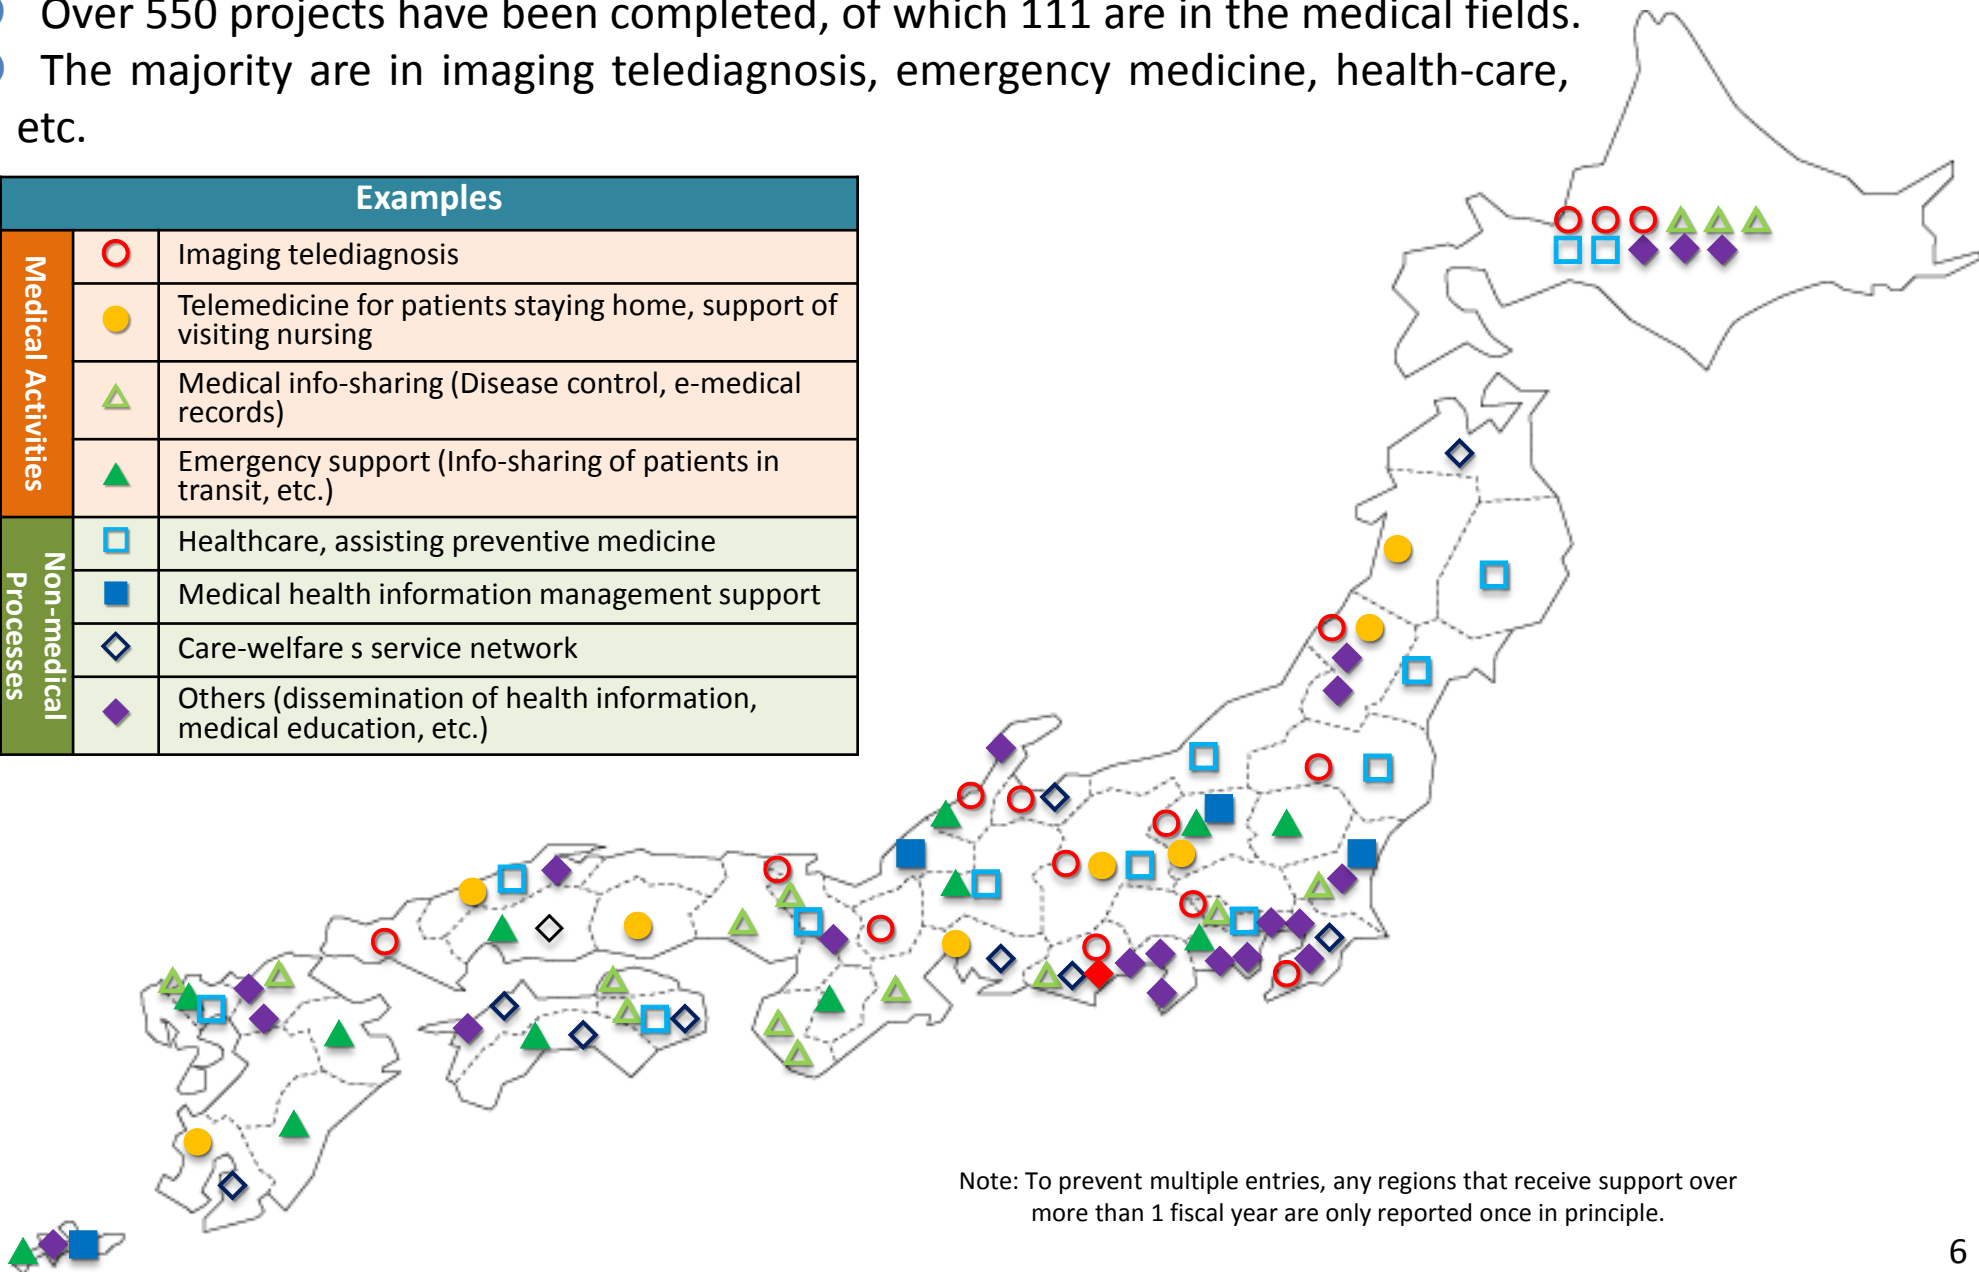 Over 550 projects have been completed, of which 111 are in the medical fields.
The majority are in imaging telediagnosis, emergency medicine, health-care,
etc.
Examples
Medical Activities
Imaging telediagnosis
Telemedicine for patients staying home, support of
visiting nursing
Medical info-sharing (Disease control, e-medical
records)
Emergency support (Info-sharing of patients in
transit, etc.)
Non-medical
Processes
Healthcare, assisting preventive medicine
Medical health information management support
Care-welfare s service network
Others (dissemination of health information,
medical education, etc.)
Note: To prevent multiple entries, any regions that receive support over
more than 1 fiscal year are only reported once in principle.
6